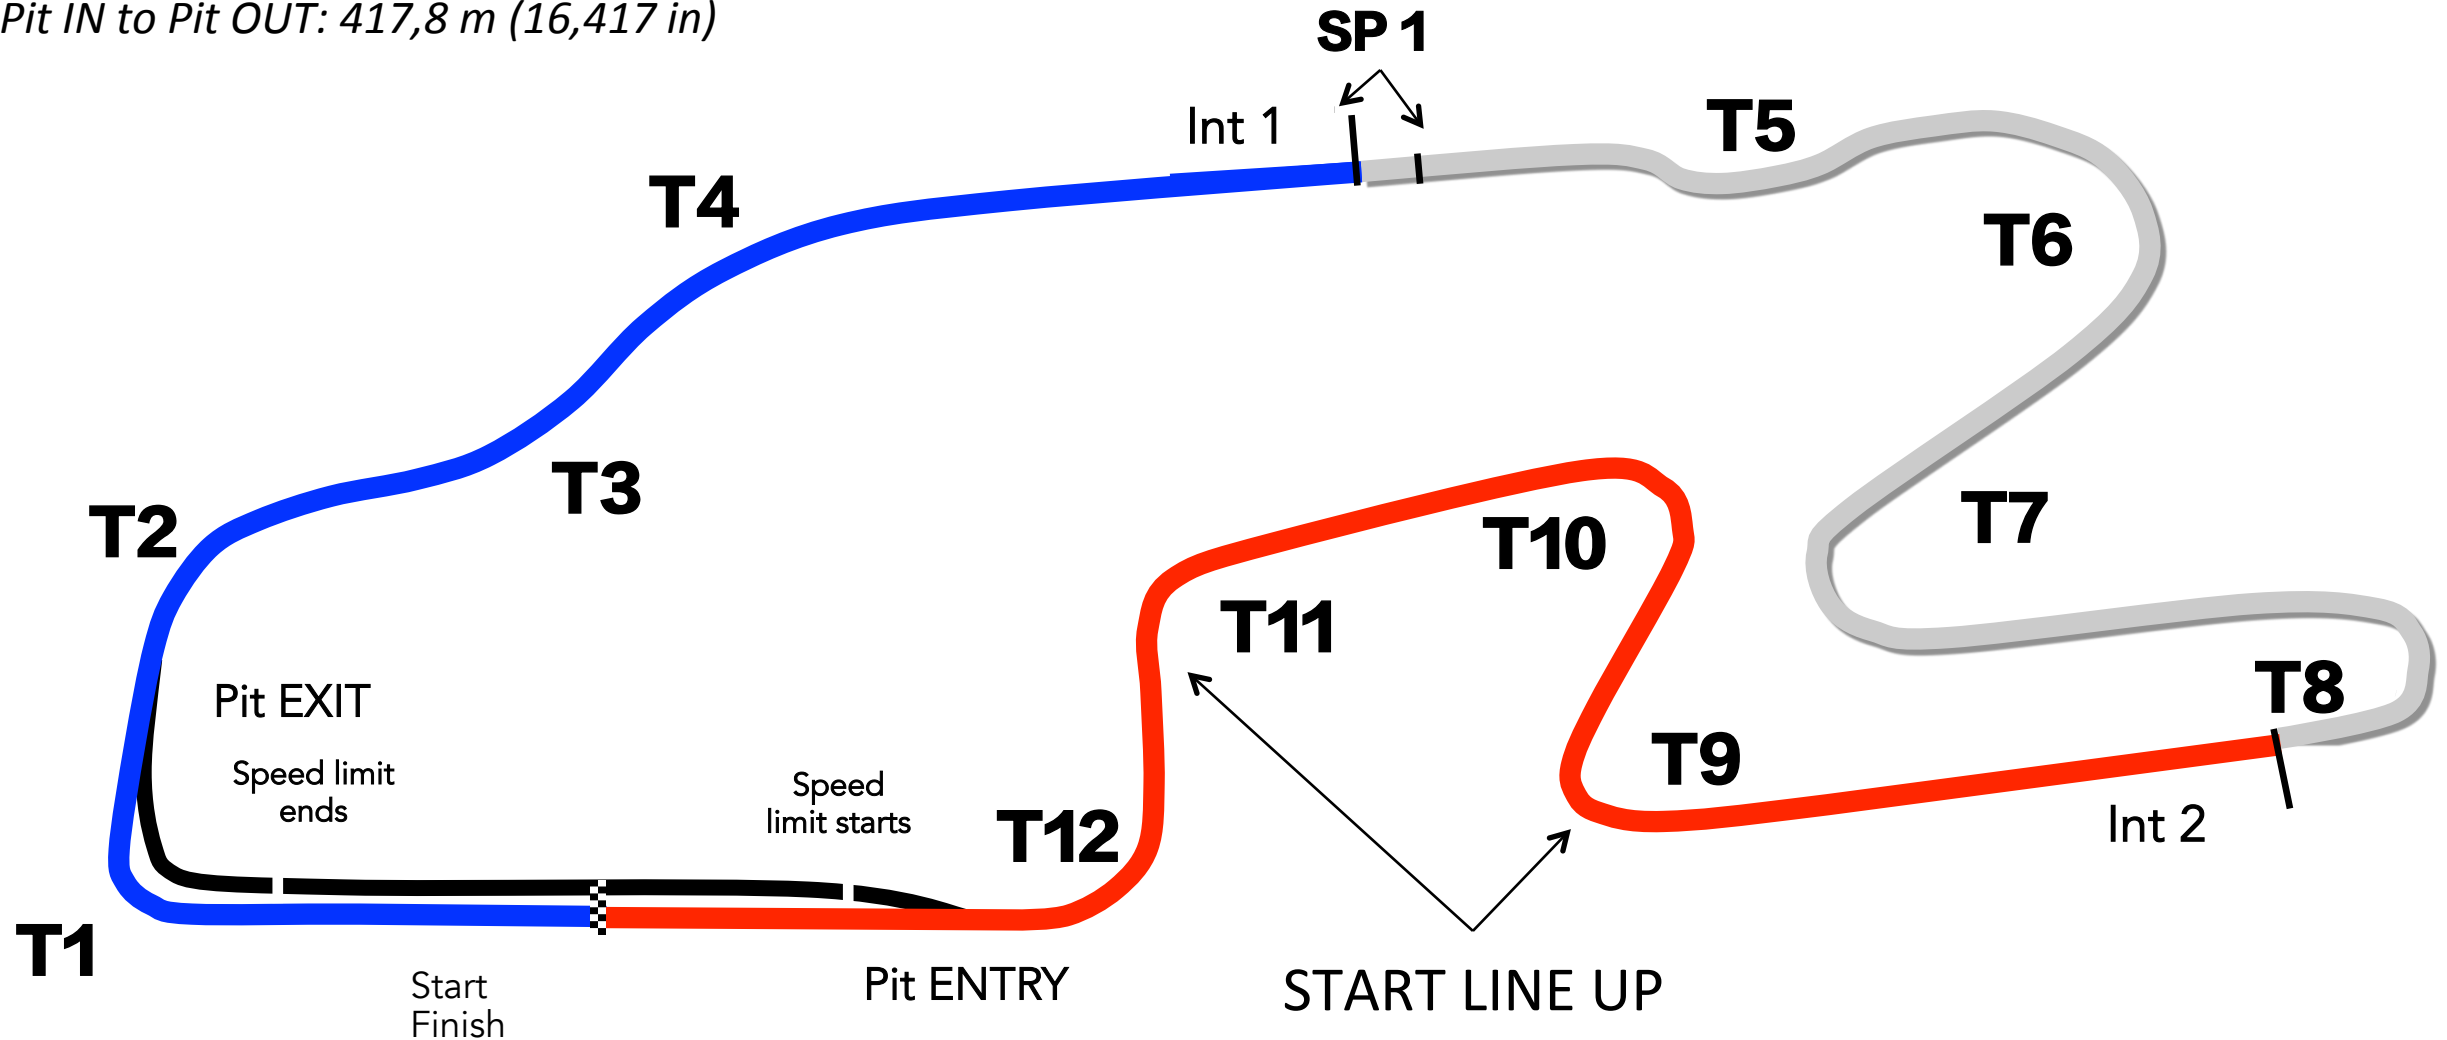 Pit IN to Pit OUT: 417,8 m (16,417 in)
SP 1
Int 1
T5
T4
T6
T3
T2
T10
T7
T11
T8
Pit EXIT
Speed limit
ends
Speed
limit starts
T12
T9
Int 2
T1
Start
Finish
Pit ENTRY
START LINE UP